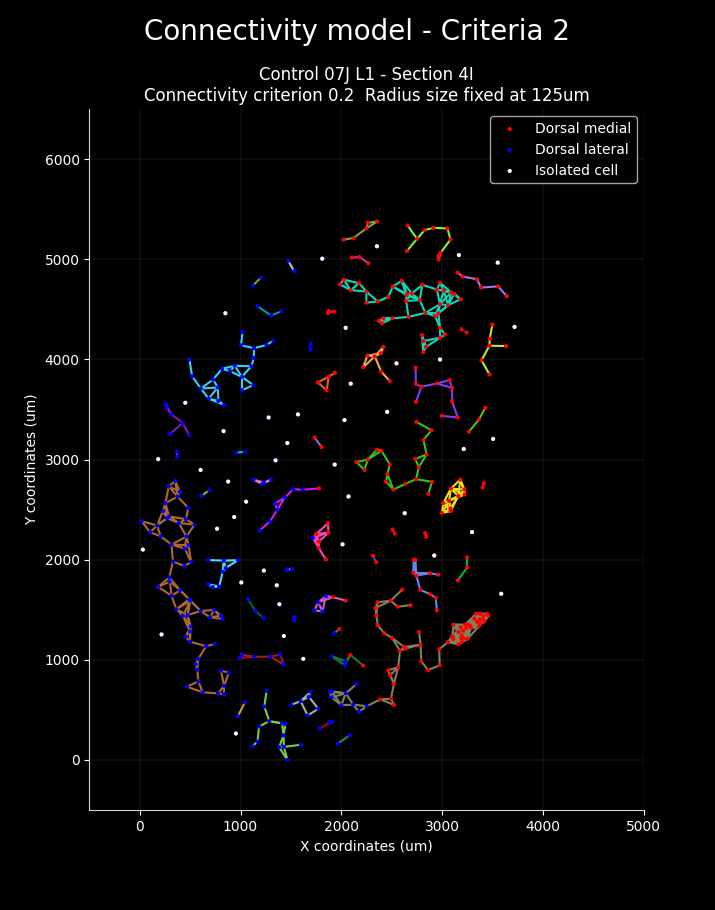 Connectivity model - Criteria 2
Control 07J L1 - Section 4I
Connectivity criterion 0.2  Radius size fixed at 125um
Dorsal medial
Dorsal lateral
Isolated cell
Y coordinates (um)
6000
5000
4000
3000
2000
1000
0
0 1000 2000 3000 4000 5000
X coordinates (um)